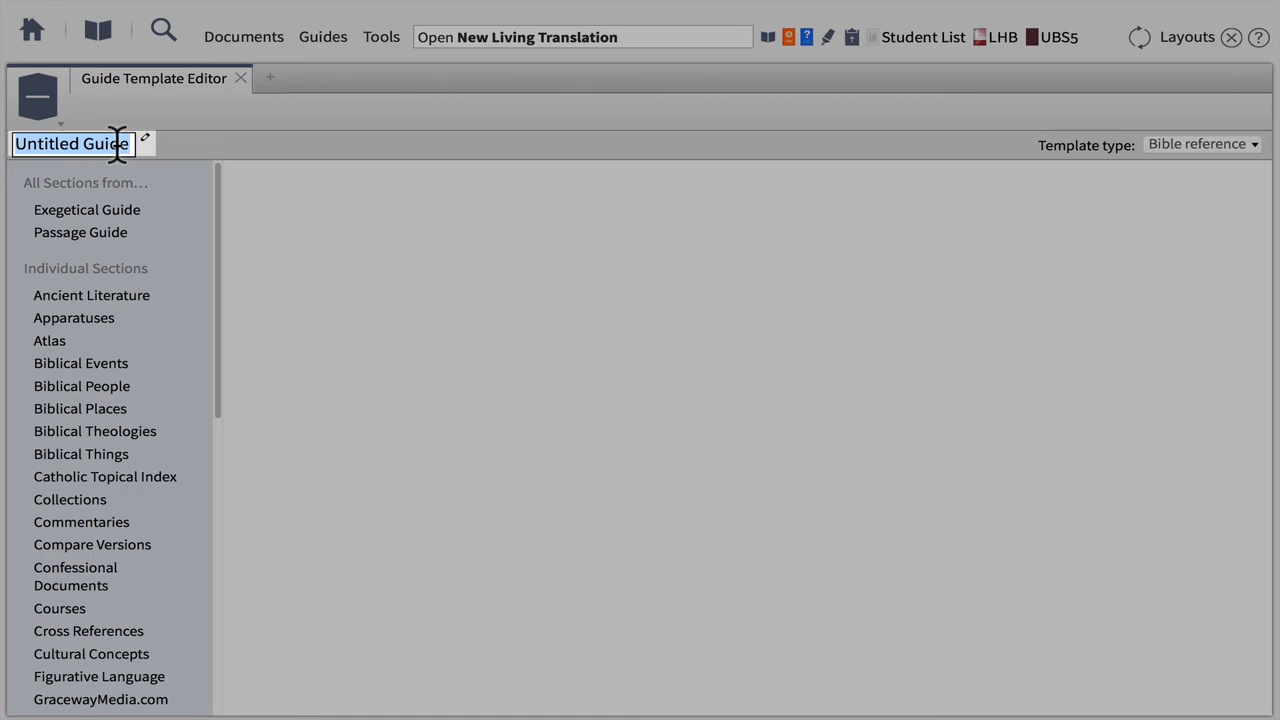 Documents Guides Tools Open New Living Translation Student List LHB UBS5 Layouts
Guide Template Editor
Untitled Guide
Template type: Bible reference
All Sections from...
Exegetical Guide
Passage Guide
Individual Sections
Ancient Literature
Apparatuses
Atlas
Biblical Events
Biblical People
Biblical Places
Biblical Theologies
Biblical Things
Catholic Topical Index
Collections
Commentaries
Compare Versions
Confessional
Documents
Courses
Cross References
Cultural Concepts
Figurative Language
GracewayMedia.com